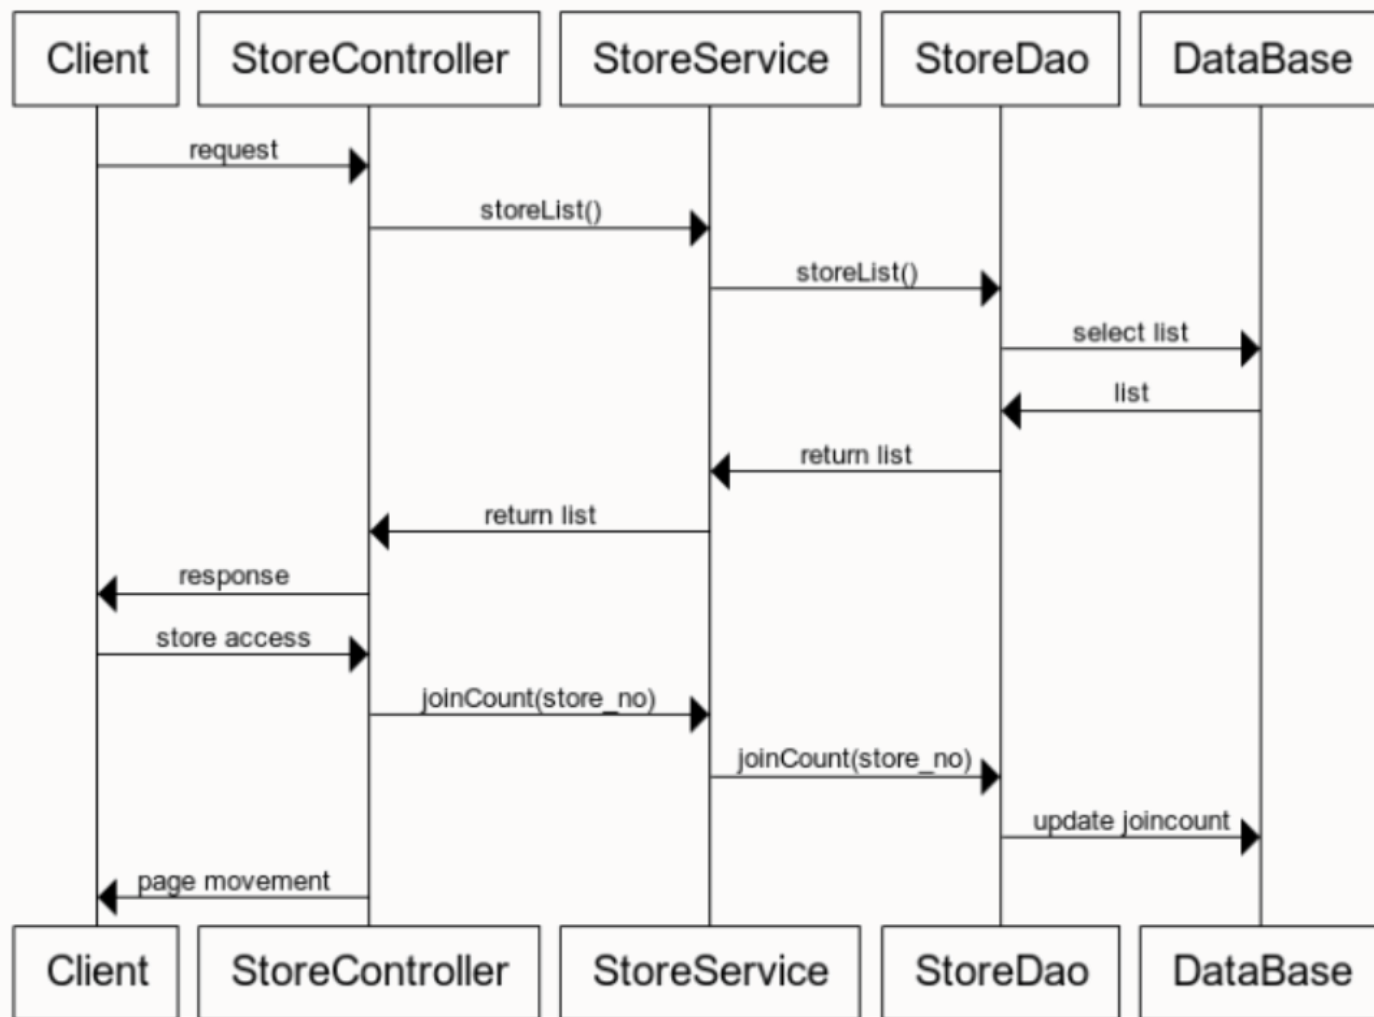 Client StoreController StoreService StoreDao DataBase
request
storeList()
storeList()
select list
list
return list
return list
response
store access
joinCount(store_no)
joinCount(store_no)
update joincount
page movement
Client StoreController StoreService StoreDao DataBase